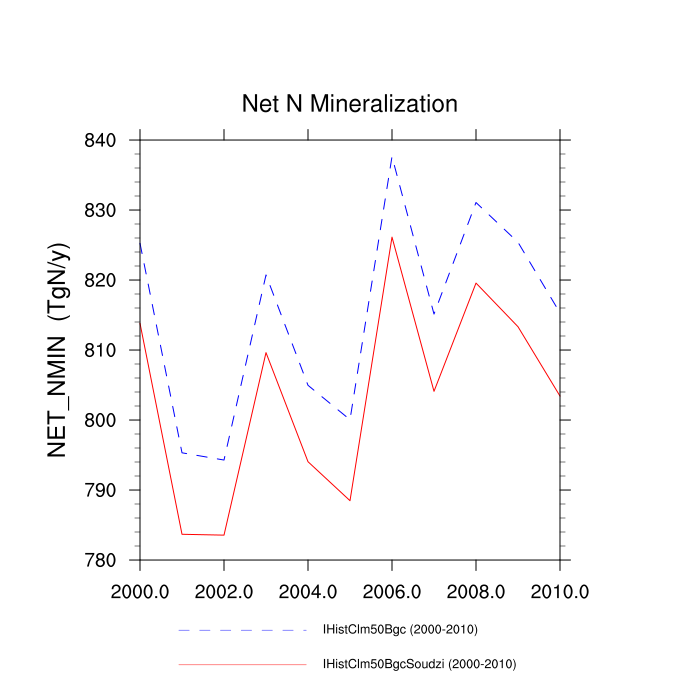 Net N Mineralization
NET_NMIN (TgN/y)
840
830
820
810
800
790
780
2000.0 2002.0 2004.0 2006.0 2008.0 2010.0
IHistClm50Bgc (2000-2010)
IHistClm50BgcSoudzi (2000-2010)